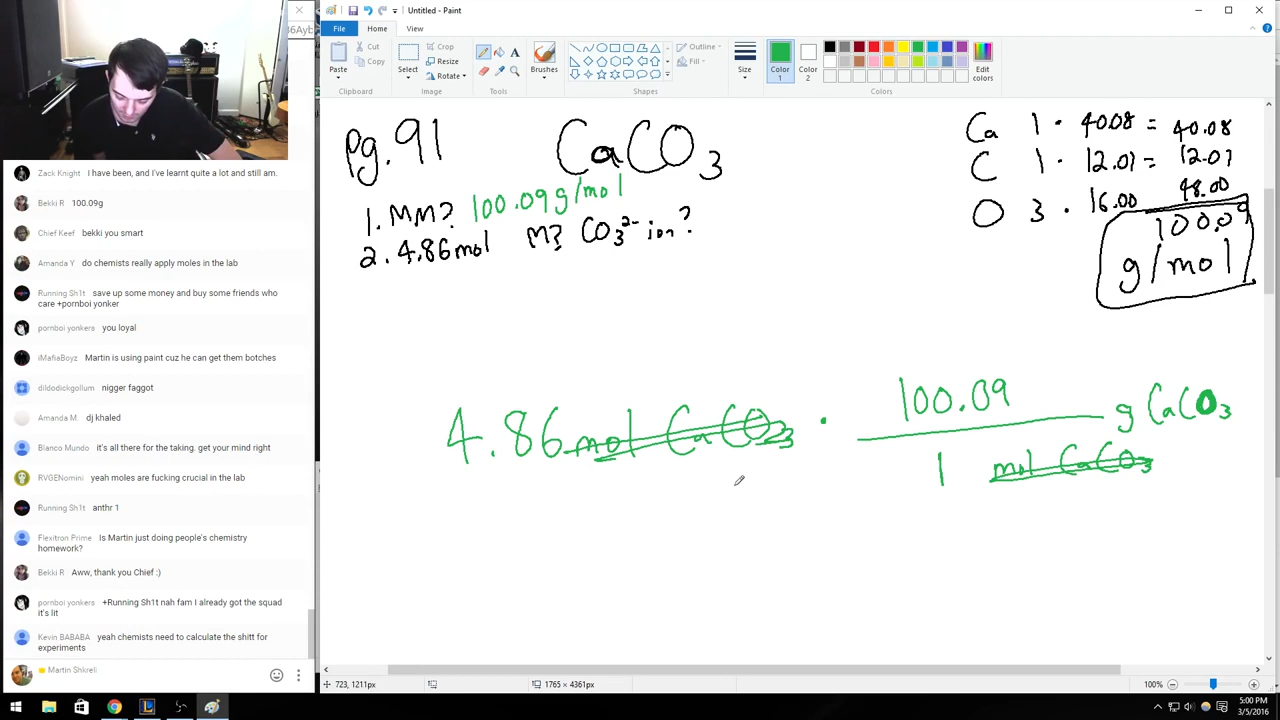 86Ayb
Untitled - Paint
File Home View
Paste
Cut
Copy
Clipboard
Select
Crop
Resize
Rotate
Image
Tools
Brushes
Shapes
Outline
Fill
Size
Color 1
Color 2
Colors
Edit colors
Zack Knight I have been, and I've learnt quite a lot and still am.
Bekki R 100.09g
Chief Keef bekki you smart
Amanda Y do chemists really apply moles in the lab
Running Sh1t save up some money and buy some friends who
care +pornboi yonker
pornboi yonkers you loyal
iMafiaBoyz Martin is using paint cuz he can get them botches
dildodickgollum nigger faggot
Amanda M. dj khaled
Blanco Mundo it's all there for the taking. get your mind right
RVGENomini yeah moles are fucking crucial in the lab
Running Sh1t anthr 1
Flexitron Prime Is Martin just doing people's chemistry
homework?
Bekki R Aww, thank you Chief :)
pornboi yonkers +Running Sh1t nah fam I already got the squad
it's lit
Kevin BABABA yeah chemists need to calculate the shitt for
experiments
Martin Shkreli
pg. 91 CaCO3
1. MM? 100.09 g/mol
2. 4.86mol M? CO3 2- ion?
Ca 1 · 40.08 = 40.08
C 1 · 12.01 = 12.01
O 3 · 16.00 48.00
100.09
g/mol
4.86 mol CaCO3 · 100.09 g CaCO3
1 mol CaCO3
723, 1211px
1765 × 4361px
100%
5:00 PM
3/5/2016